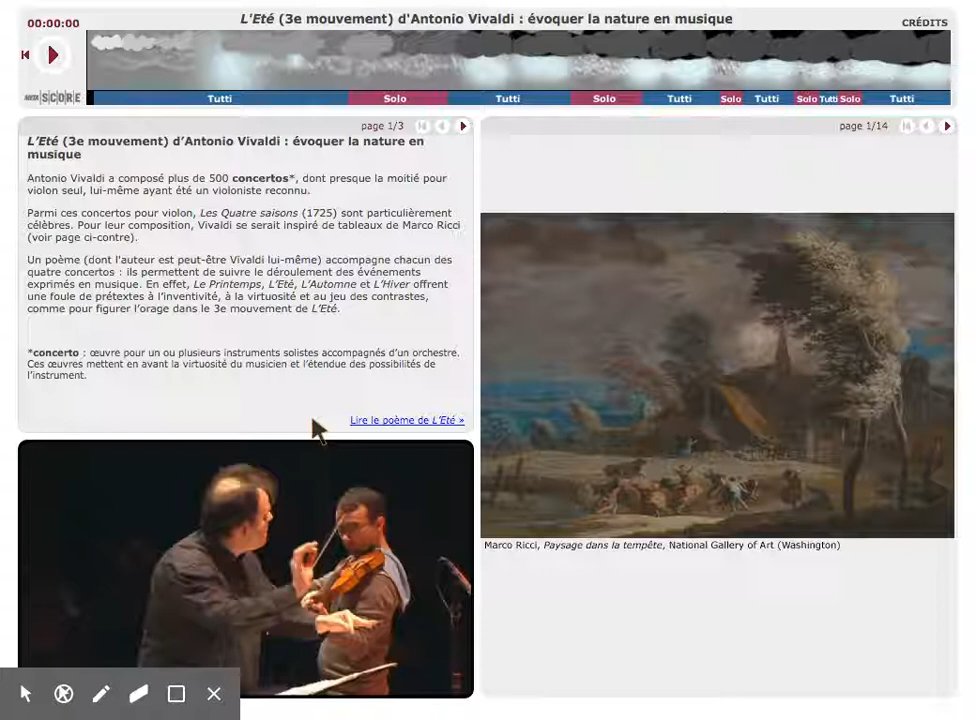 00:00:00
L'Eté (3e mouvement) d'Antonio Vivaldi : évoquer la nature en musique
CRÉDITS
SCORE
Tutti Solo Tutti Solo Tutti Solo Tutti Solo Tutti Solo Tutti
page 1/3
L'Eté (3e mouvement) d'Antonio Vivaldi : évoquer la nature en
musique
Antonio Vivaldi a composé plus de 500 concertos*, dont presque la moitié pour
violon seul, lui-même ayant été un violoniste reconnu.
Parmi ces concertos pour violon, Les Quatre saisons (1725) sont particulièrement
célèbres. Pour leur composition, Vivaldi se serait inspiré de tableaux de Marco Ricci
(voir page ci-contre).
Un poème (dont l'auteur est peut-être Vivaldi lui-même) accompagne chacun des
quatre concertos : ils permettent de suivre le déroulement des événements
exprimés en musique. En effet, Le Printemps, L'Eté, L'Automne et L'Hiver offrent
une foule de prétextes à l'inventivité, à la virtuosité et au jeu des contrastes,
comme pour figurer l'orage dans le 3e mouvement de L'Eté.
*concerto : œuvre pour un ou plusieurs instruments solistes accompagnés d'un orchestre.
Ces œuvres mettent en avant la virtuosité du musicien et l'étendue des possibilités de
l'instrument.
Lire le poème de L'Eté »
page 1/14
Marco Ricci, Paysage dans la tempête, National Gallery of Art (Washington)